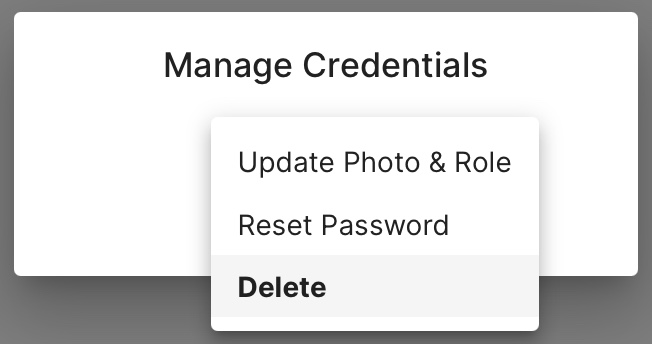 Manage Credentials
Update Photo & Role
Reset Password
Delete